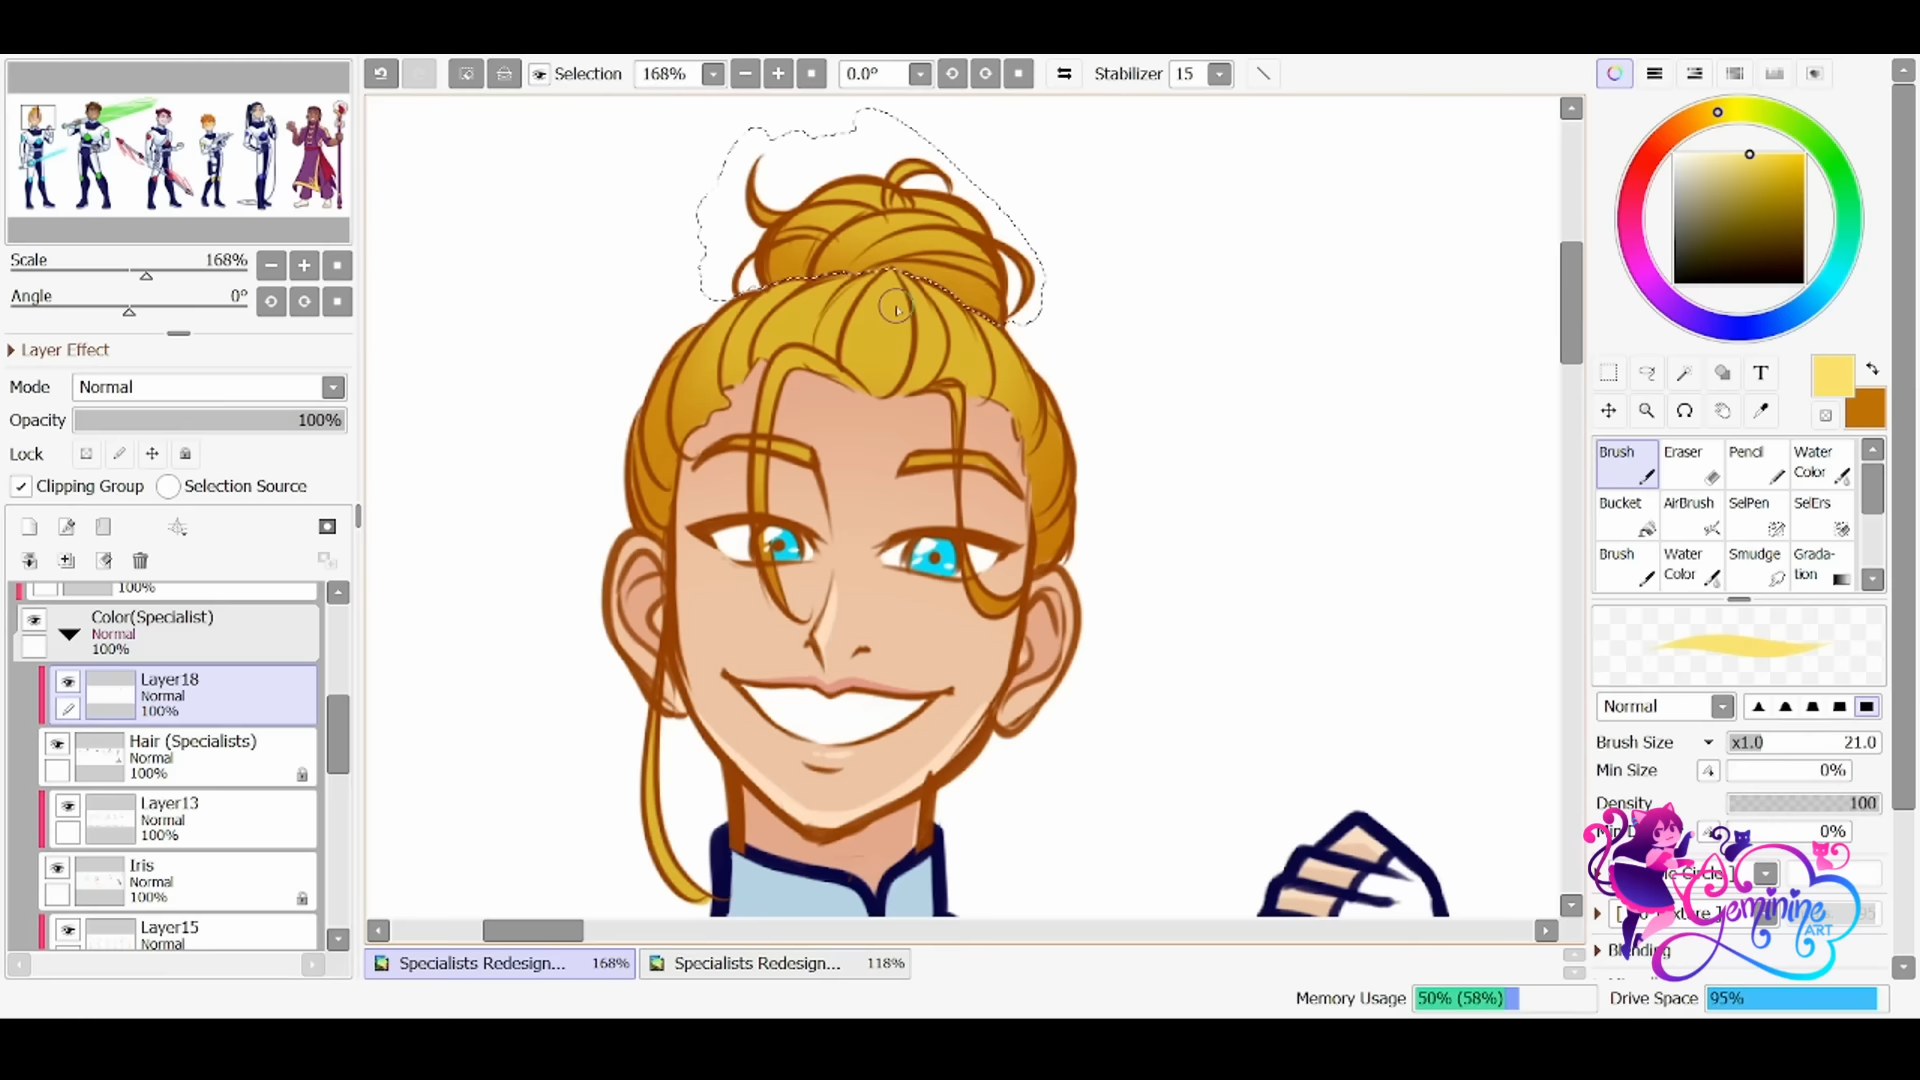 Selection 168% 0.0° Stabilizer 15
Scale 168%
Angle 0°
Layer Effect
Mode Normal
Opacity 100%
Lock
Clipping Group Selection Source
100%
Color(Specialist)
Normal
100%
Layer18
Normal
100%
Hair (Specialists)
Normal
100%
Layer13
Normal
100%
Iris
Normal
100%
Layer15
Normal
T
Brush Eraser Pencil Water Color
Bucket AirBrush SelPen SelErs
Brush Water Color Smudge Grada-tion
Normal
Brush Size x1.0 21.0
Min Size 0%
Density 100
0%
95
Blending
Geminine
ART
Specialists Redesign... 168% Specialists Redesign... 118%
Memory Usage 50% (58%) Drive Space 95%